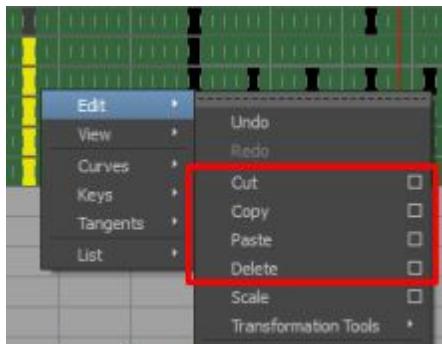 Edit
View
Curves
Keys
Tangents
List
Undo
Redo
Cut
Copy
Paste
Delete
Scale
Transformation Tools